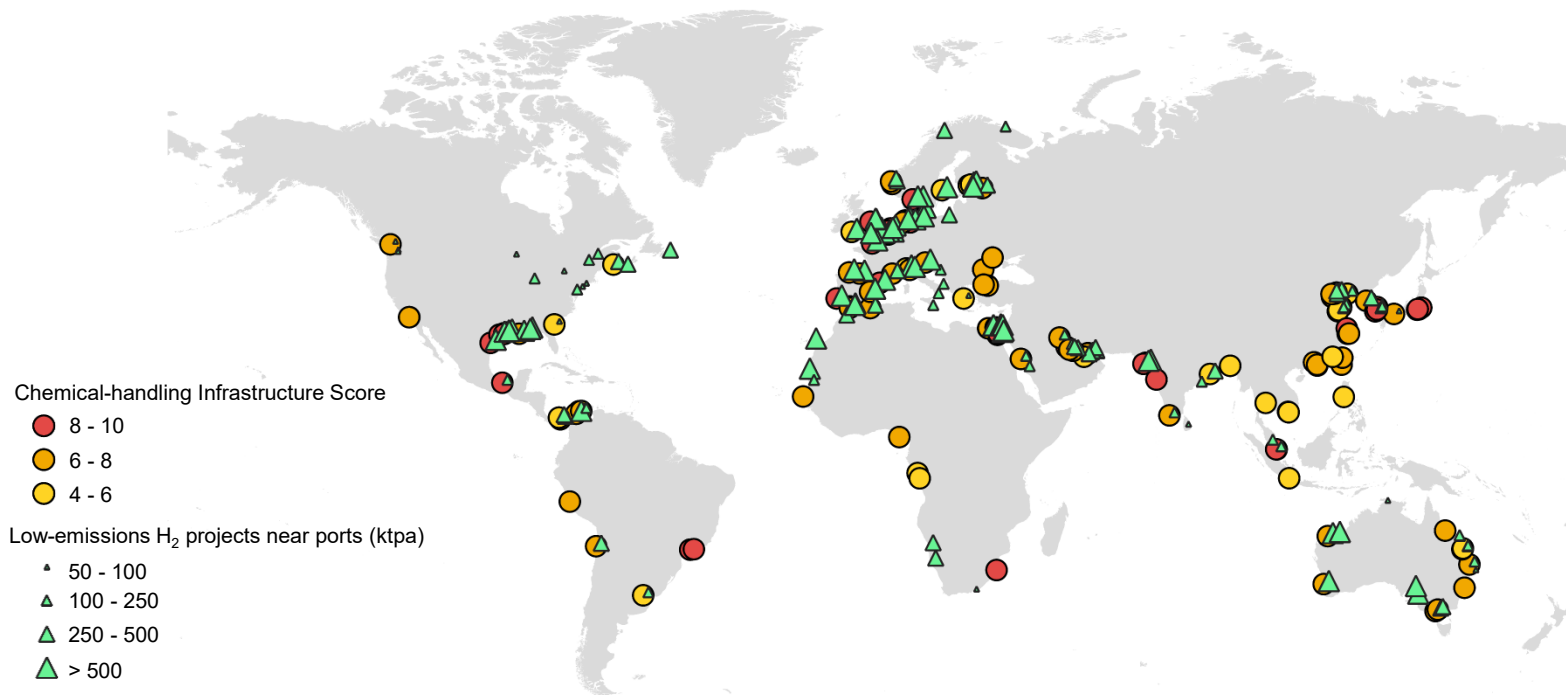 Chemical-handling Infrastructure Score
8 - 10
6 - 8
4 - 6
Low-emissions H₂ projects near ports (ktpa)
50 - 100
100 - 250
250 - 500
> 500